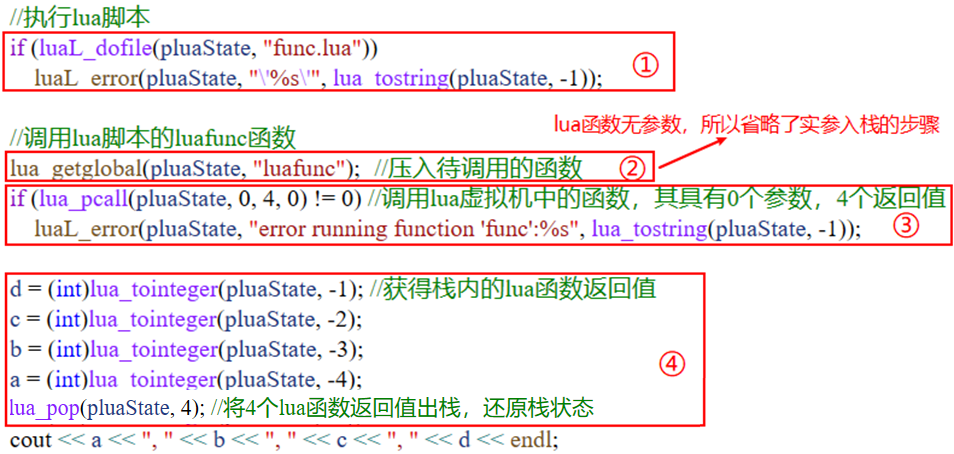 //执行lua脚本
if (luaL_dofile(pluaState, "func.lua"))
luaL_error(pluaState, "\'%s\'", lua_tostring(pluaState, -1));
①
//调用lua脚本的luafunc函数
lua函数无参数，所以省略了实参入栈的步骤
lua_getglobal(pluaState, "luafunc"); //压入待调用的函数
②
if (lua_pcall(pluaState, 0, 4, 0) != 0) //调用lua虚拟机中的函数，其具有0个参数，4个返回值
luaL_error(pluaState, "error running function 'func':%s", lua_tostring(pluaState, -1));
③
d = (int)lua_tointeger(pluaState, -1); //获得栈内的lua函数返回值
c = (int)lua_tointeger(pluaState, -2);
b = (int)lua_tointeger(pluaState, -3);
④
a = (int)lua_tointeger(pluaState, -4);
lua_pop(pluaState, 4); //将4个lua函数返回值出栈，还原栈状态
cout << a << ", " << b << ", " << c << ", " << d << endl;